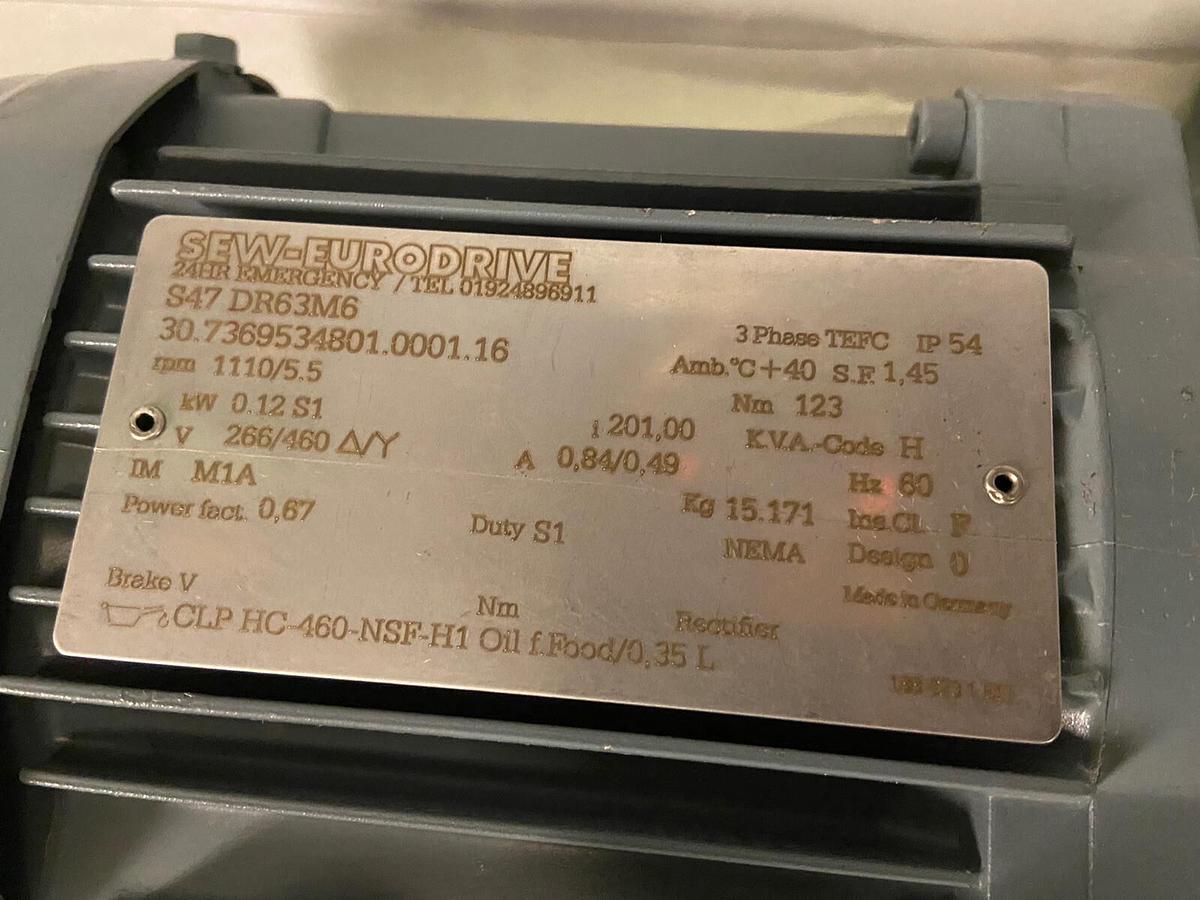 SEW-EURODRIVE
24HR EMERGENCY / TEL 01924896911
S47 DR63M6
30.7369534801.0001.16
3 Phase TEFC IP 54
rpm 1110/5.5
Amb.°C +40 S.F. 1,45
kW 0.12 S1
i 201,00
Nm 123
V 266/460 Δ/Y
A 0,84/0,49
K.V.A.-Code H
IM M1A
Hz 60
Power fact. 0,67
Duty S1
Kg 15.171
Ins.Cl. F
NEMA Design 0
Brake V
Nm
Rectifier
Made in Germany
CLP HC-460-NSF-H1 Oil f.Food/0,35 L